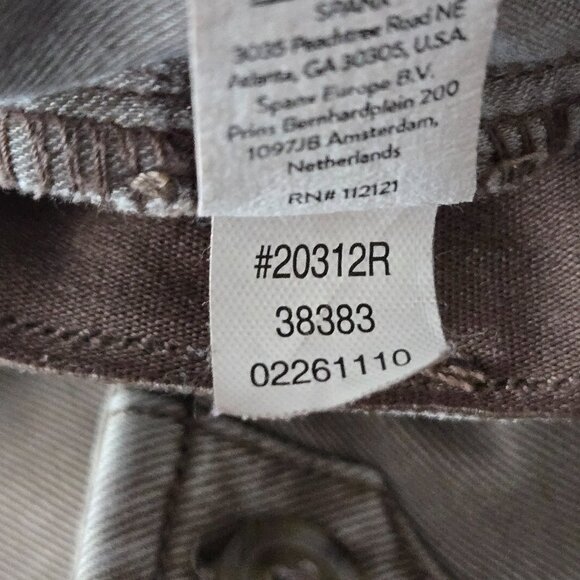 SPANX
3035 Peachtree Road NE
Atlanta, GA 30305, U.S.A.
Spanx Europe B.V.
Prins Bernhardplein 200
1097JB Amsterdam,
Netherlands
RN# 112121
#20312R
38383
02261110